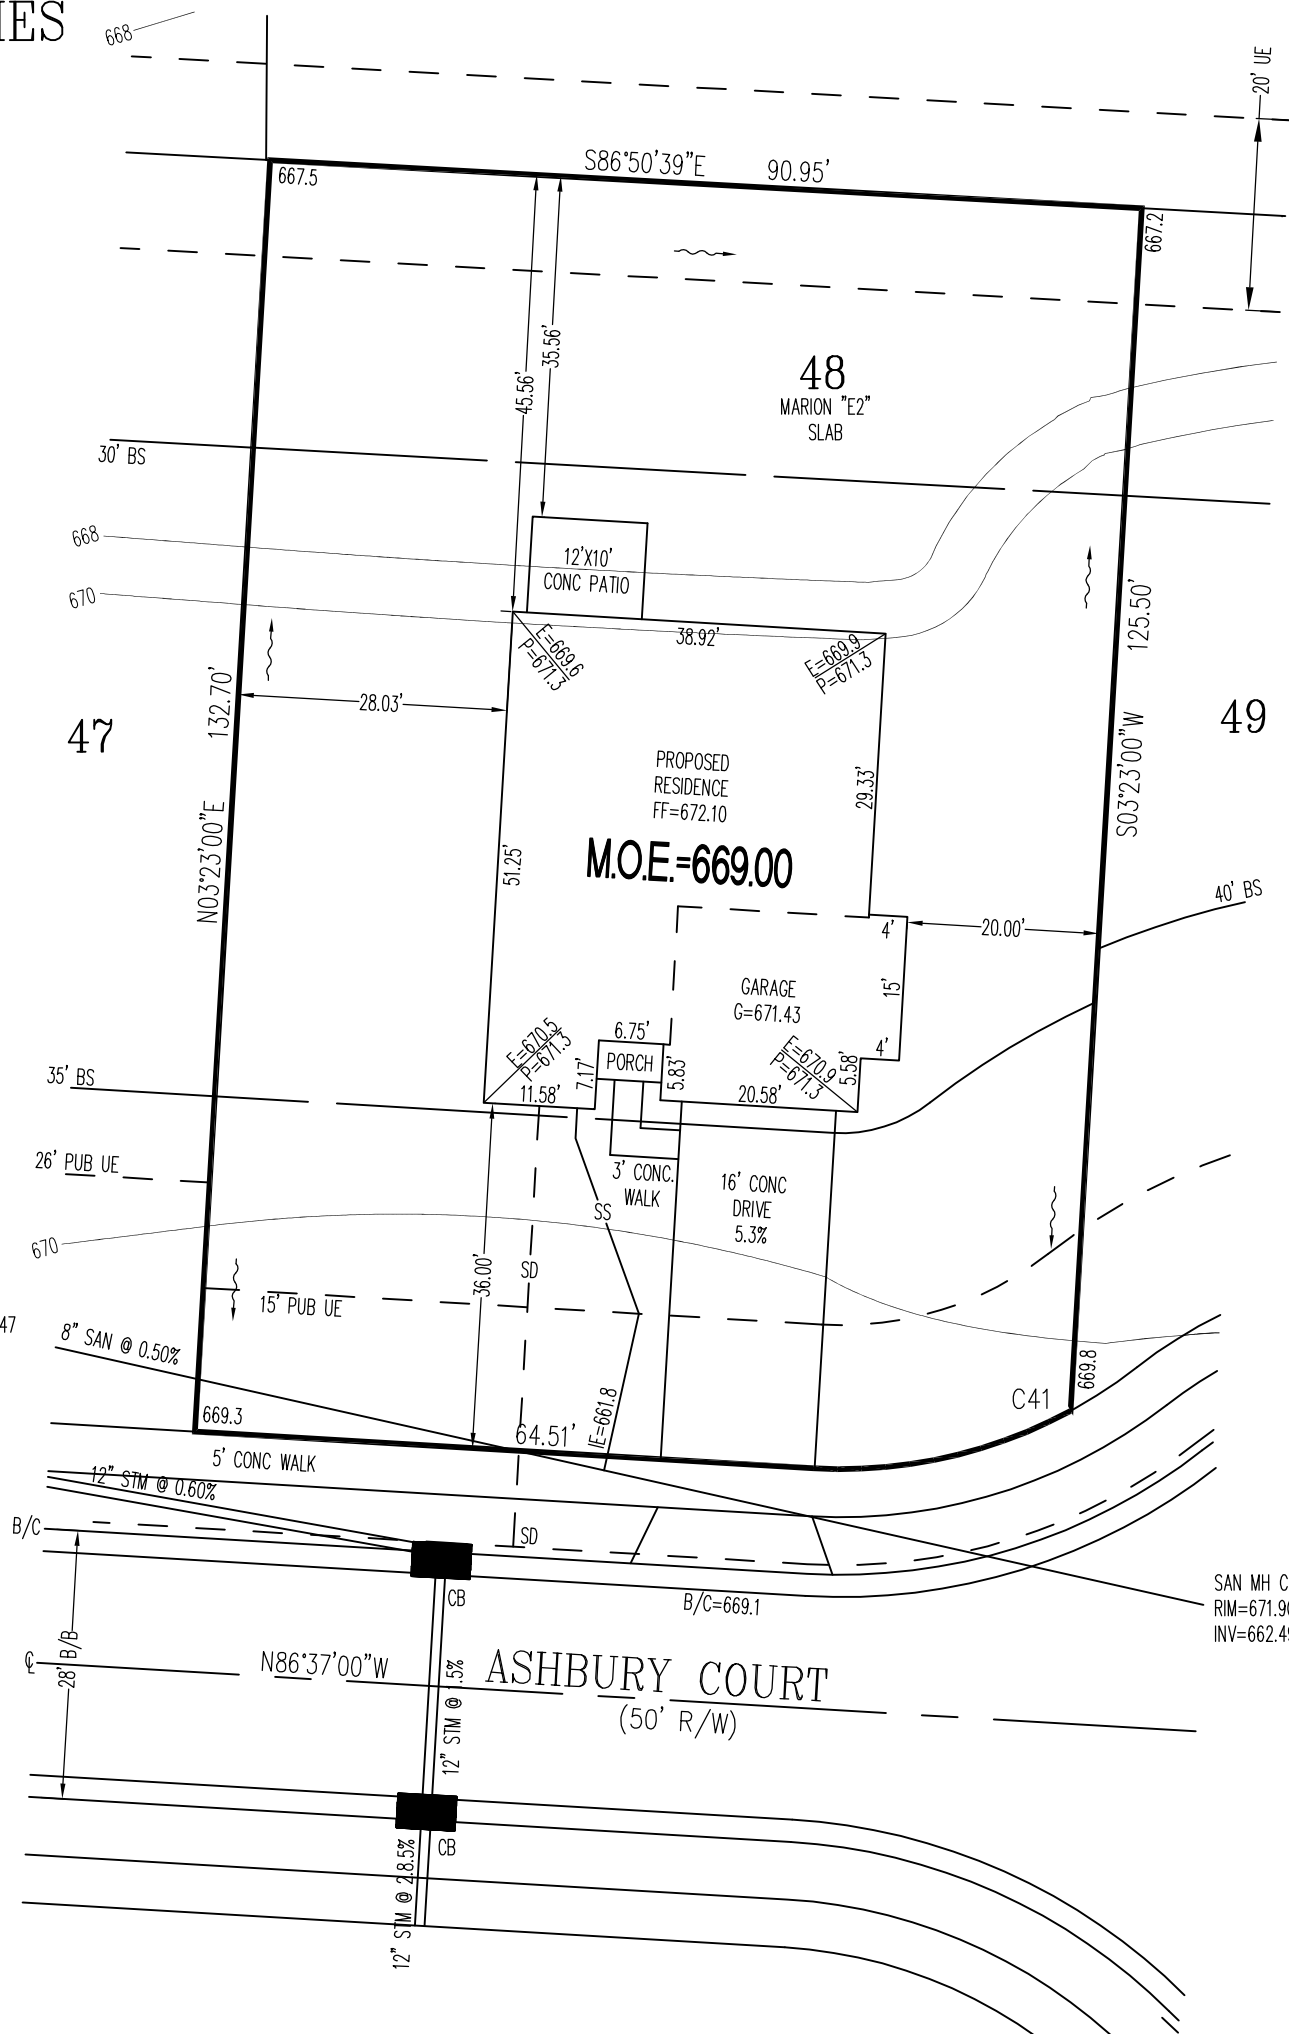 668
20' UE
S86°50'39"E 90.95'
667.5
667.2
35.56'
45.56'
48
MARION "E2"
SLAB
30' BS
668
670
12'X10'
CONC PATIO
38.92'
E=669.6
P=671.3
E=669.9
P=671.3
125.50'
S03°23'00"W
132.70'
N03°23'00"E
28.03'
47
49
PROPOSED
RESIDENCE
FF=672.10
M.O.E.=669.00
29.33'
51.25'
40' BS
4'
20.00'
15'
GARAGE
G=671.43
4'
6.75'
PORCH
E=670.5
P=671.3
E=670.9
P=671.3
5.58'
7.17'
5.83'
11.58'
20.58'
35' BS
26' PUB UE
3' CONC.
WALK
16' CONC
DRIVE
5.3%
SS
670
36.00'
SD
15' PUB UE
47
8" SAN @ 0.50%
669.8
C41
669.3
64.51'
IE=661.8
5' CONC WALK
12" STM @ 0.60%
B/C
SD
CB
B/C=669.1
SAN MH
RIM=671.9
INV=662.4
28' B/B
N86°37'00"W
ASHBURY COURT
(50' R/W)
12" STM @ .5%
CB
12" STM @ 2.8.5%